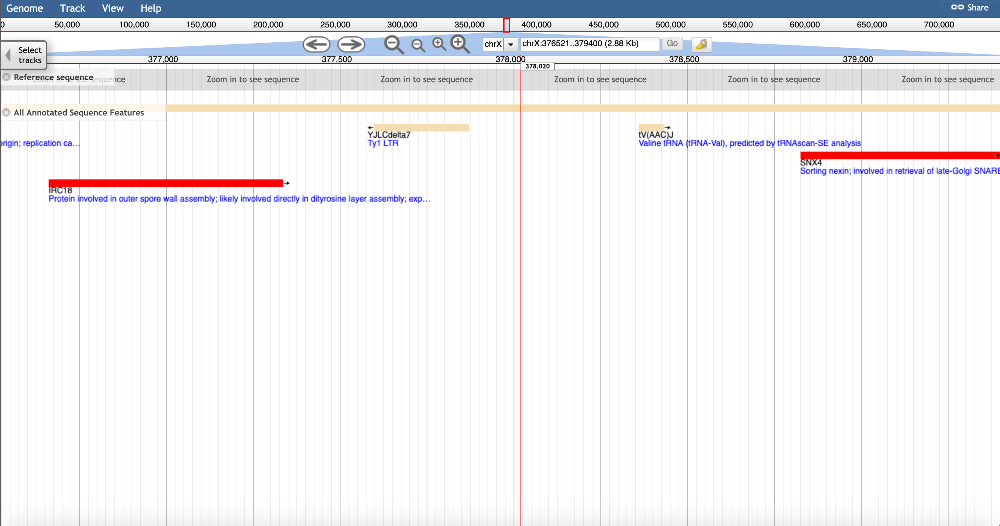 Genome Track View Help Share
0 50,000 100,000 150,000 200,000 250,000 300,000 350,000 400,000 450,000 500,000 550,000 600,000 650,000 700,000
Select
tracks
chrX chrX:376521..379400 (2.88 Kb) Go
377,000 377,500 378,000 378,500 379,000
378,020
Reference sequence
Zoom in to see sequence Zoom in to see sequence Zoom in to see sequence Zoom in to see sequence Zoom in to see sequence Zoom in to see sequence
All Annotated Sequence Features
YJLCdelta7 tV(AAC)J
origin; replication ca... Ty1 LTR Valine tRNA (tRNA-Val), predicted by tRNAscan-SE analysis
SNX4
Sorting nexin; involved in retrieval of late-Golgi SNARE
IRC18
Protein involved in outer spore wall assembly; likely involved directly in dityrosine layer assembly; exp...